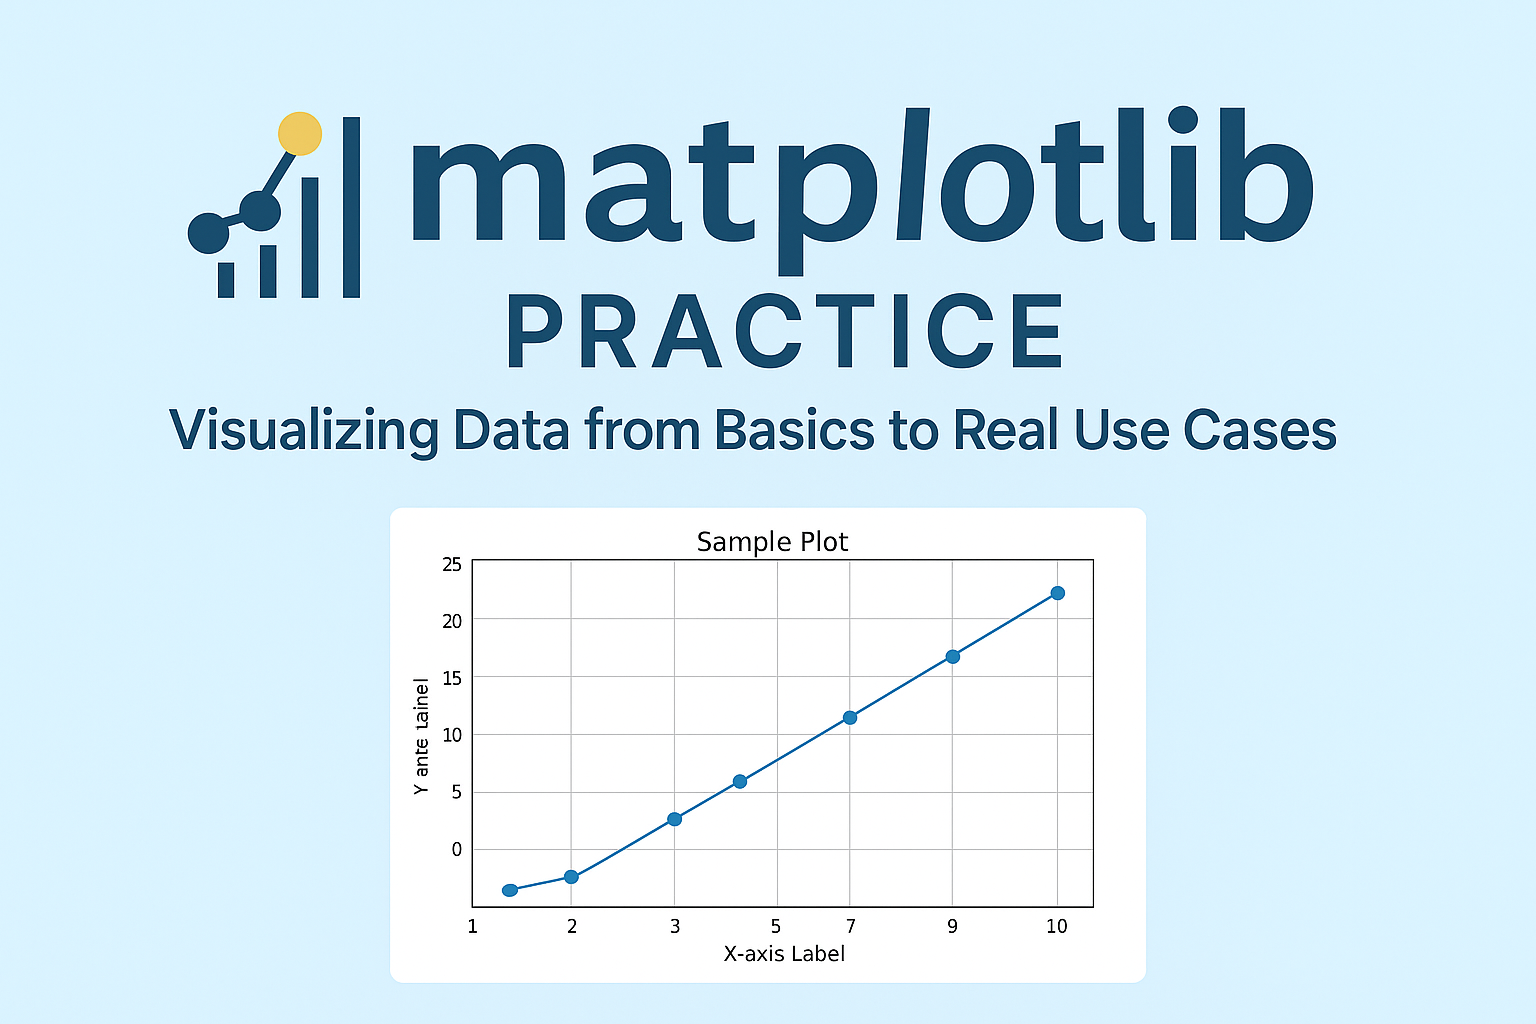 matplotlib
PRACTICE
Visualizing Data from Basics to Real Use Cases
Sample Plot
25
20
15
10
5
0
Y ante
1 2 3 5 7 9 10
X-axis Label